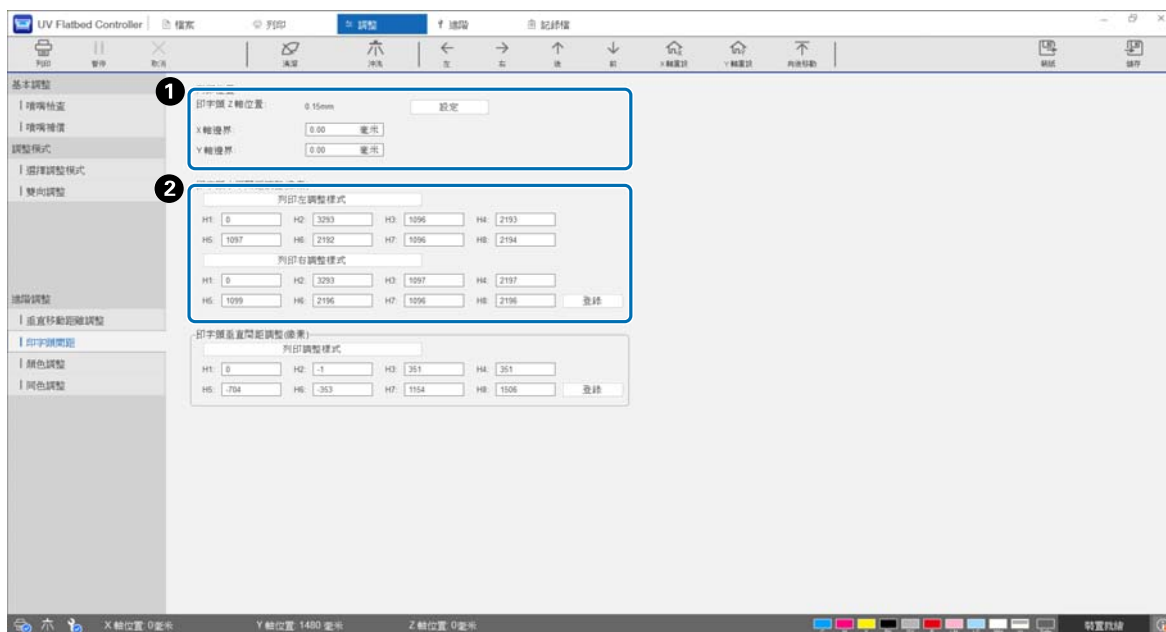 UV Flatbed Controller 檔案 列印 調整 進階 記錄檔
列印 暫停 取消 清潔 沖洗 左 右 後 前 X軸重設 Y軸重設 向後移動 儲存
基本調整
噴嘴檢查
噴嘴補償
調整模式
選擇調整模式
雙向調整
進階調整
垂直移動距離調整
印字頭間距
顏色調整
同色調整
1
印字頭 Z 軸位置: 0.15mm 設定
X 軸邊界: 0.00 毫米
Y 軸邊界: 0.00 毫米
2
列印左調整樣式
H1: 0 H2: 3293 H3: 1096 H4: 2193
H5: 1097 H6: 2192 H7: 1096 H8: 2194
列印右調整樣式
H1: 0 H2: 3293 H3: 1097 H4: 2197
H5: 1099 H6: 2196 H7: 1096 H8: 2196 登錄
印字頭垂直間距調整(像素)
列印調整樣式
H1: 0 H2: -1 H3: 351 H4: 351
H5: -704 H6: -353 H7: 1154 H8: 1506 登錄
X 軸位置: 0毫米 Y 軸位置: 1480 毫米 Z 軸位置: 0毫米 裝置就緒